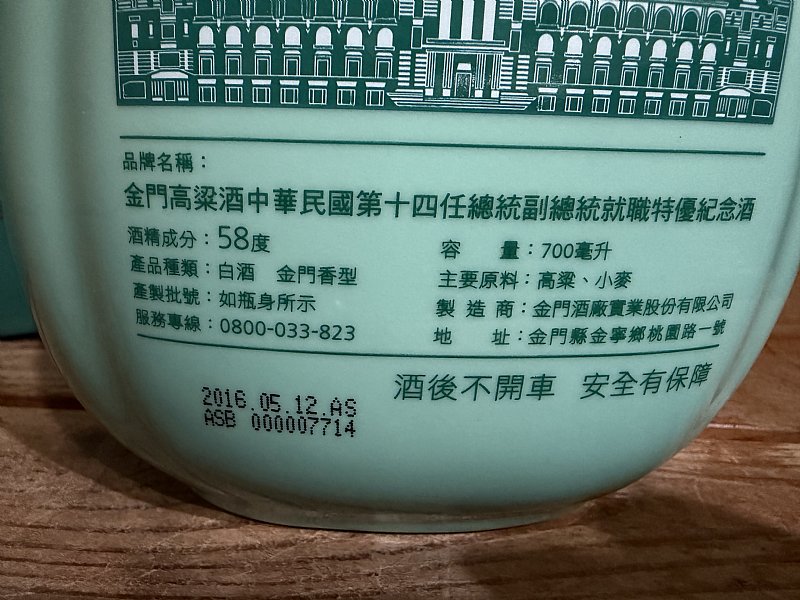 品牌名稱：
金門高粱酒中華民國第十四任總統副總統就職特優紀念酒
酒精成分：58度
產品種類：白酒 金門香型
產製批號：如瓶身所示
服務專線：0800-033-823
容 量：700毫升
主要原料：高粱、小麥
製 造 商：金門酒廠實業股份有限公司
地 址：金門縣金寧鄉桃園路一號
酒後不開車 安全有保障
2016.05.12.AS
ASB 000007714